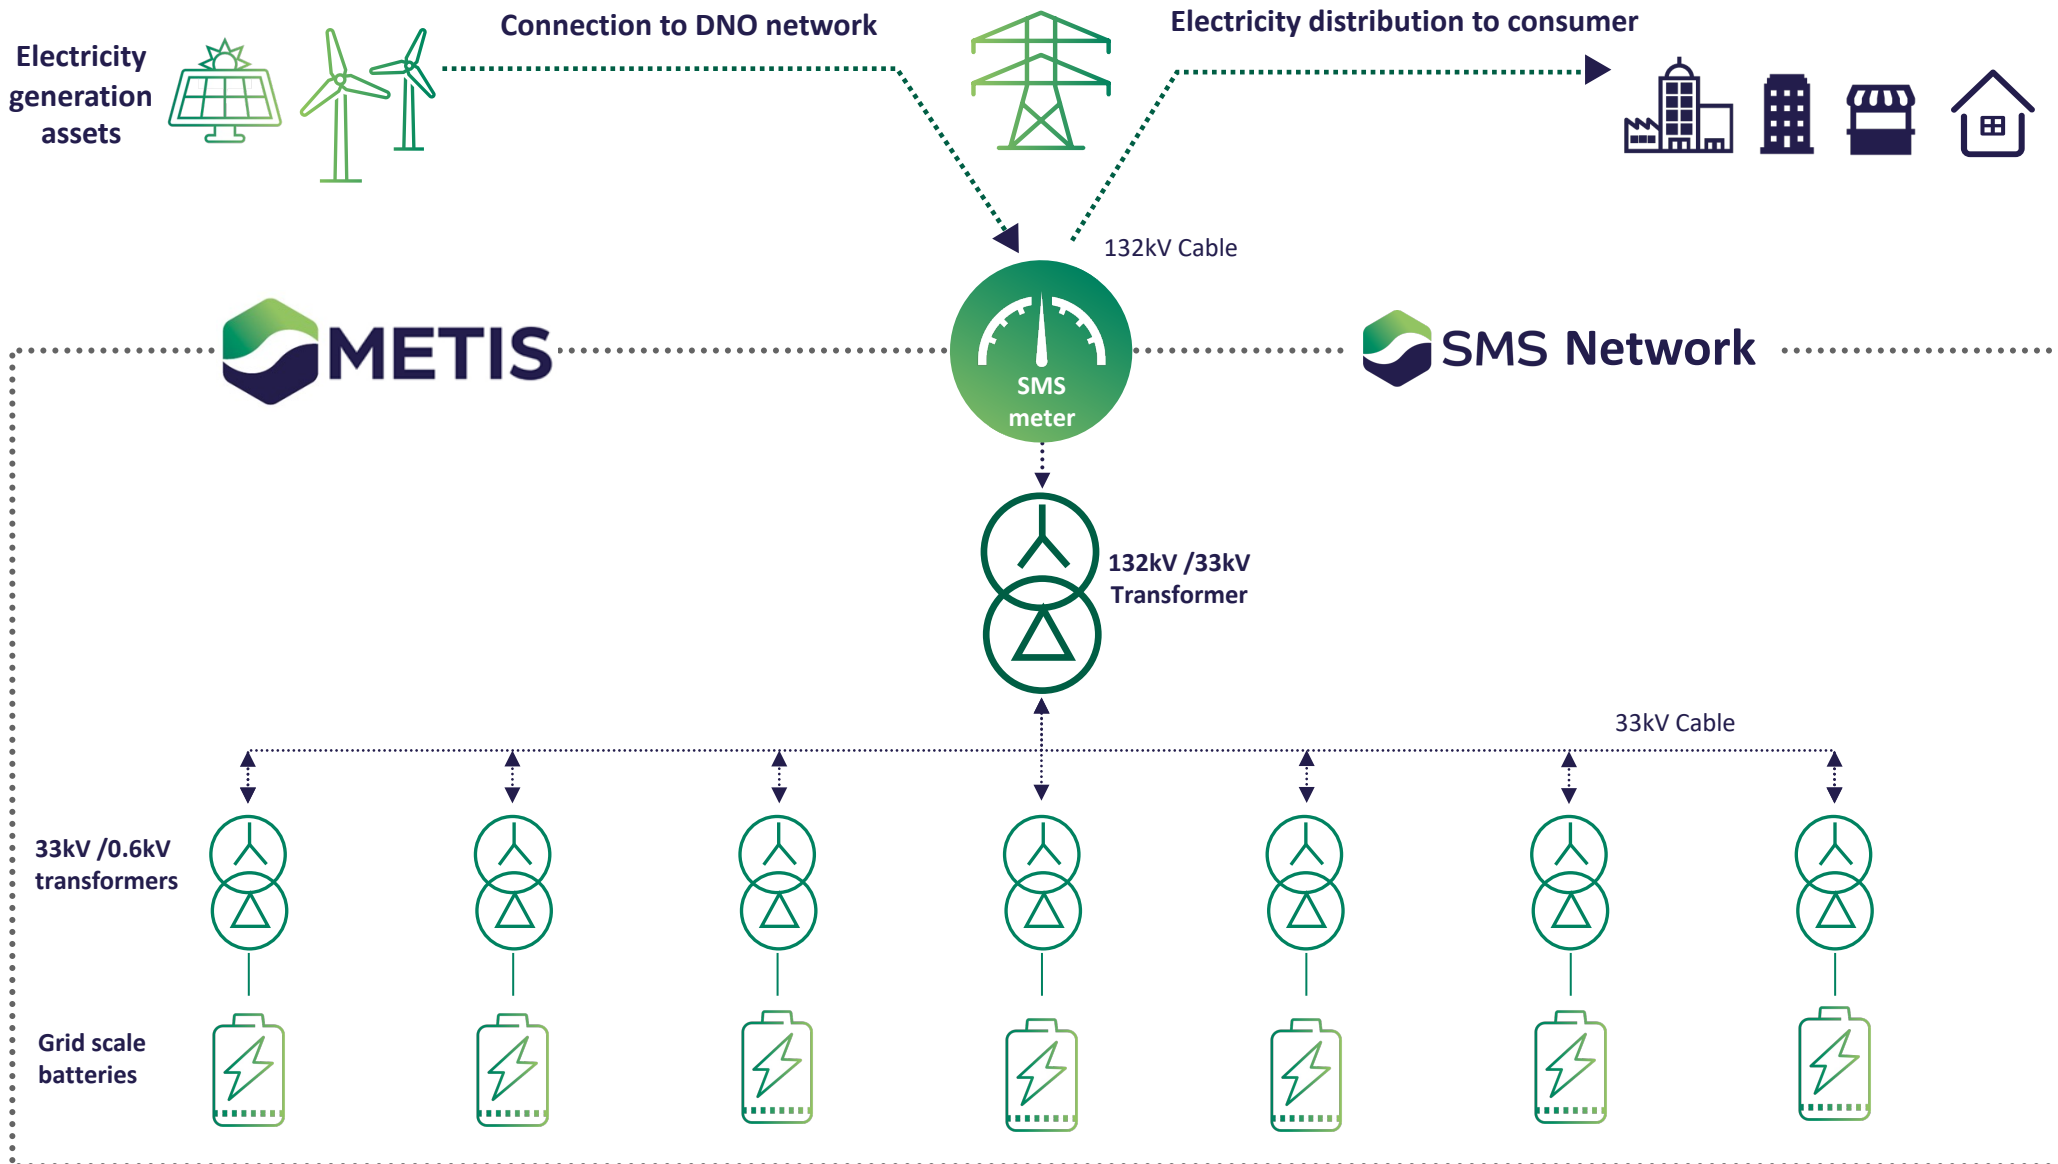 Connection to DNO network
Electricity distribution to consumer
Electricity
generation
assets
132kV Cable
METIS
SMS Network
SMS
meter
132kV /33kV
Transformer
33kV Cable
33kV /0.6kV
transformers
Grid scale
batteries